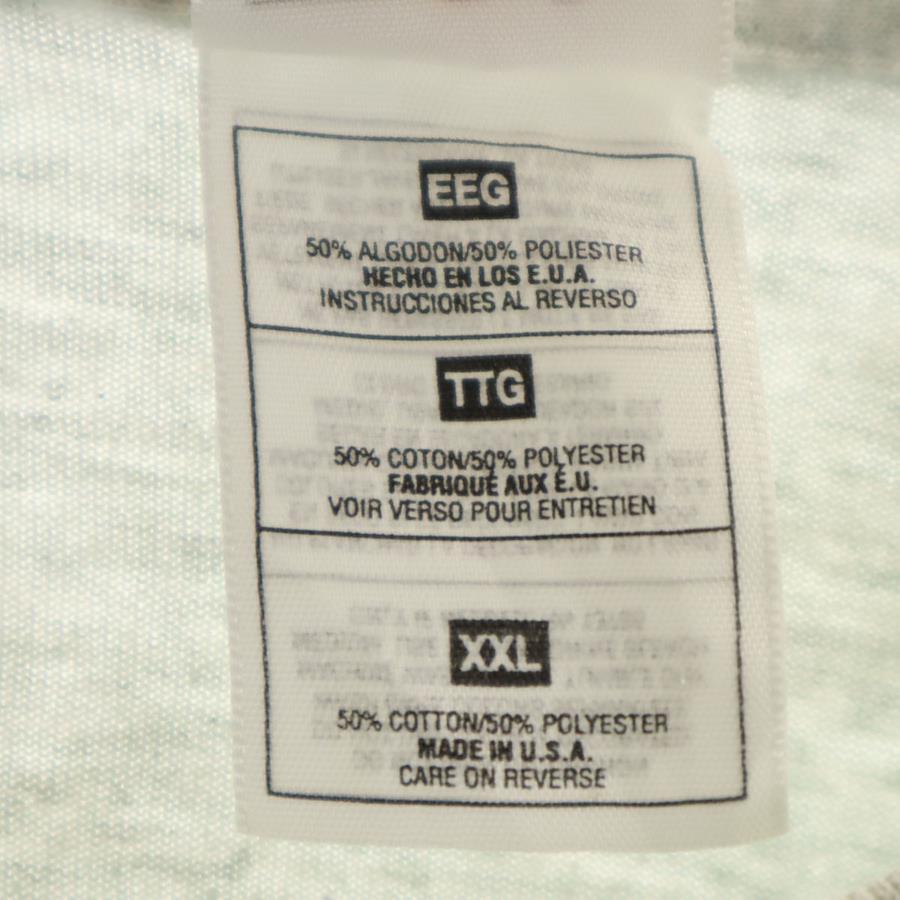 EEG
50% ALGODON/50% POLIESTER
HECHO EN LOS E.U.A.
INSTRUCCIONES AL REVERSO
TTG
50% COTON/50% POLYESTER
FABRIQUÉ AUX É.U.
VOIR VERSO POUR ENTRETIEN
XXL
50% COTTON/50% POLYESTER
MADE IN U.S.A.
CARE ON REVERSE